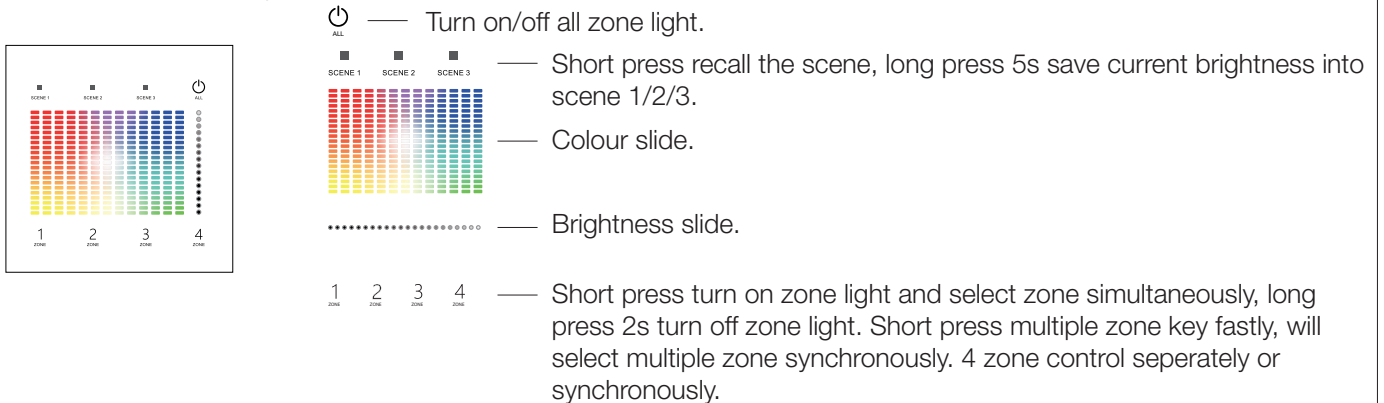 ALL
Turn on/off all zone light.
SCENE 1 SCENE 2 SCENE 3
Short press recall the scene, long press 5s save current brightness into
scene 1/2/3.
Colour slide.
Brightness slide.
1 2 3 4
ZONE ZONE ZONE ZONE
Short press turn on zone light and select zone simultaneously, long
press 2s turn off zone light. Short press multiple zone key fastly, will
select multiple zone synchronous. 4 zone control seperately or
synchronously.
SCENE 1 SCENE 2 SCENE 3 ALL
1 2 3 4
ZONE ZONE ZONE ZONE